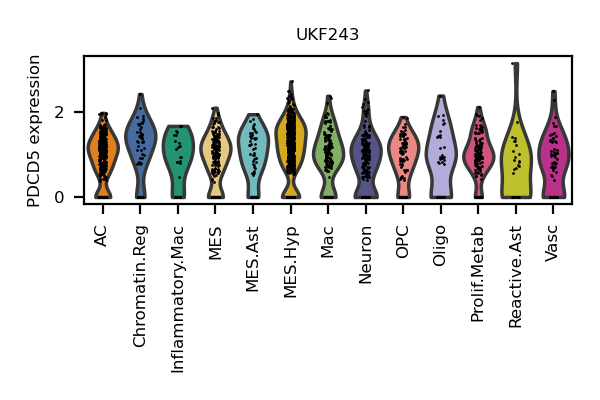 UKF243
PDCD5 expression
2
0
AC
Chromatin.Reg
Inflammatory.Mac
MES
MES.Ast
MES.Hyp
Mac
Neuron
OPC
Oligo
Prolif.Metab
Reactive.Ast
Vasc